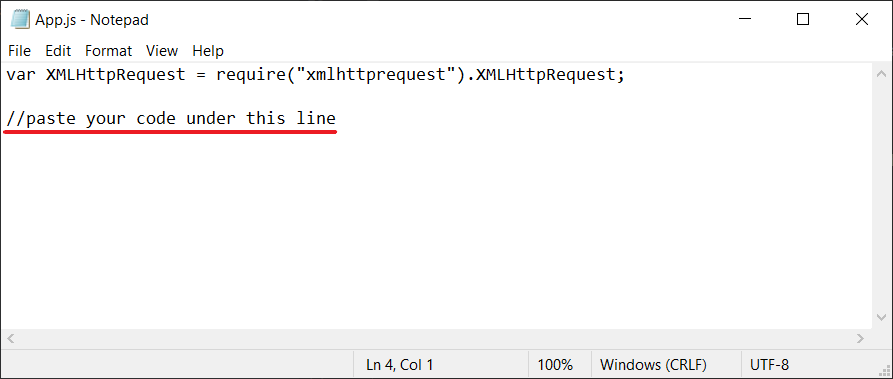 App.js - Notepad
File Edit Format View Help
var XMLHttpRequest = require("xmlhttprequest").XMLHttpRequest;
//paste your code under this line
Ln 4, Col 1 100% Windows (CRLF) UTF-8